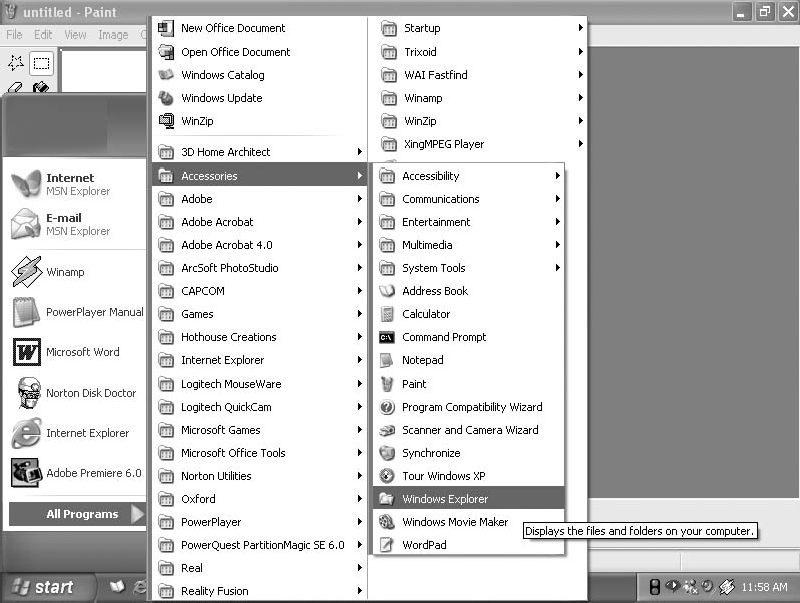 untitled - Paint
File Edit View Image
New Office Document
Open Office Document
Windows Catalog
Windows Update
WinZip
3D Home Architect
Accessories
Adobe
Adobe Acrobat
Adobe Acrobat 4.0
ArcSoft PhotoStudio
CAPCOM
Games
Hothouse Creations
Internet Explorer
Logitech MouseWare
Logitech QuickCam
Microsoft Games
Microsoft Office Tools
Norton Utilities
Oxford
PowerPlayer
PowerQuest PartitionMagic SE 6.0
Real
Reality Fusion
Startup
Trixoid
WAI Fastfind
Winamp
WinZip
XingMPEG Player
Accessibility
Communications
Entertainment
Multimedia
System Tools
Address Book
Calculator
Command Prompt
Notepad
Paint
Program Compatibility Wizard
Scanner and Camera Wizard
Synchronize
Tour Windows XP
Windows Explorer
Windows Movie Maker
WordPad
Displays the files and folders on your computer.
Internet
MSN Explorer
E-mail
MSN Explorer
Winamp
PowerPlayer Manual
Microsoft Word
Norton Disk Doctor
Internet Explorer
Adobe Premiere 6.0
All Programs
start
11:58 AM